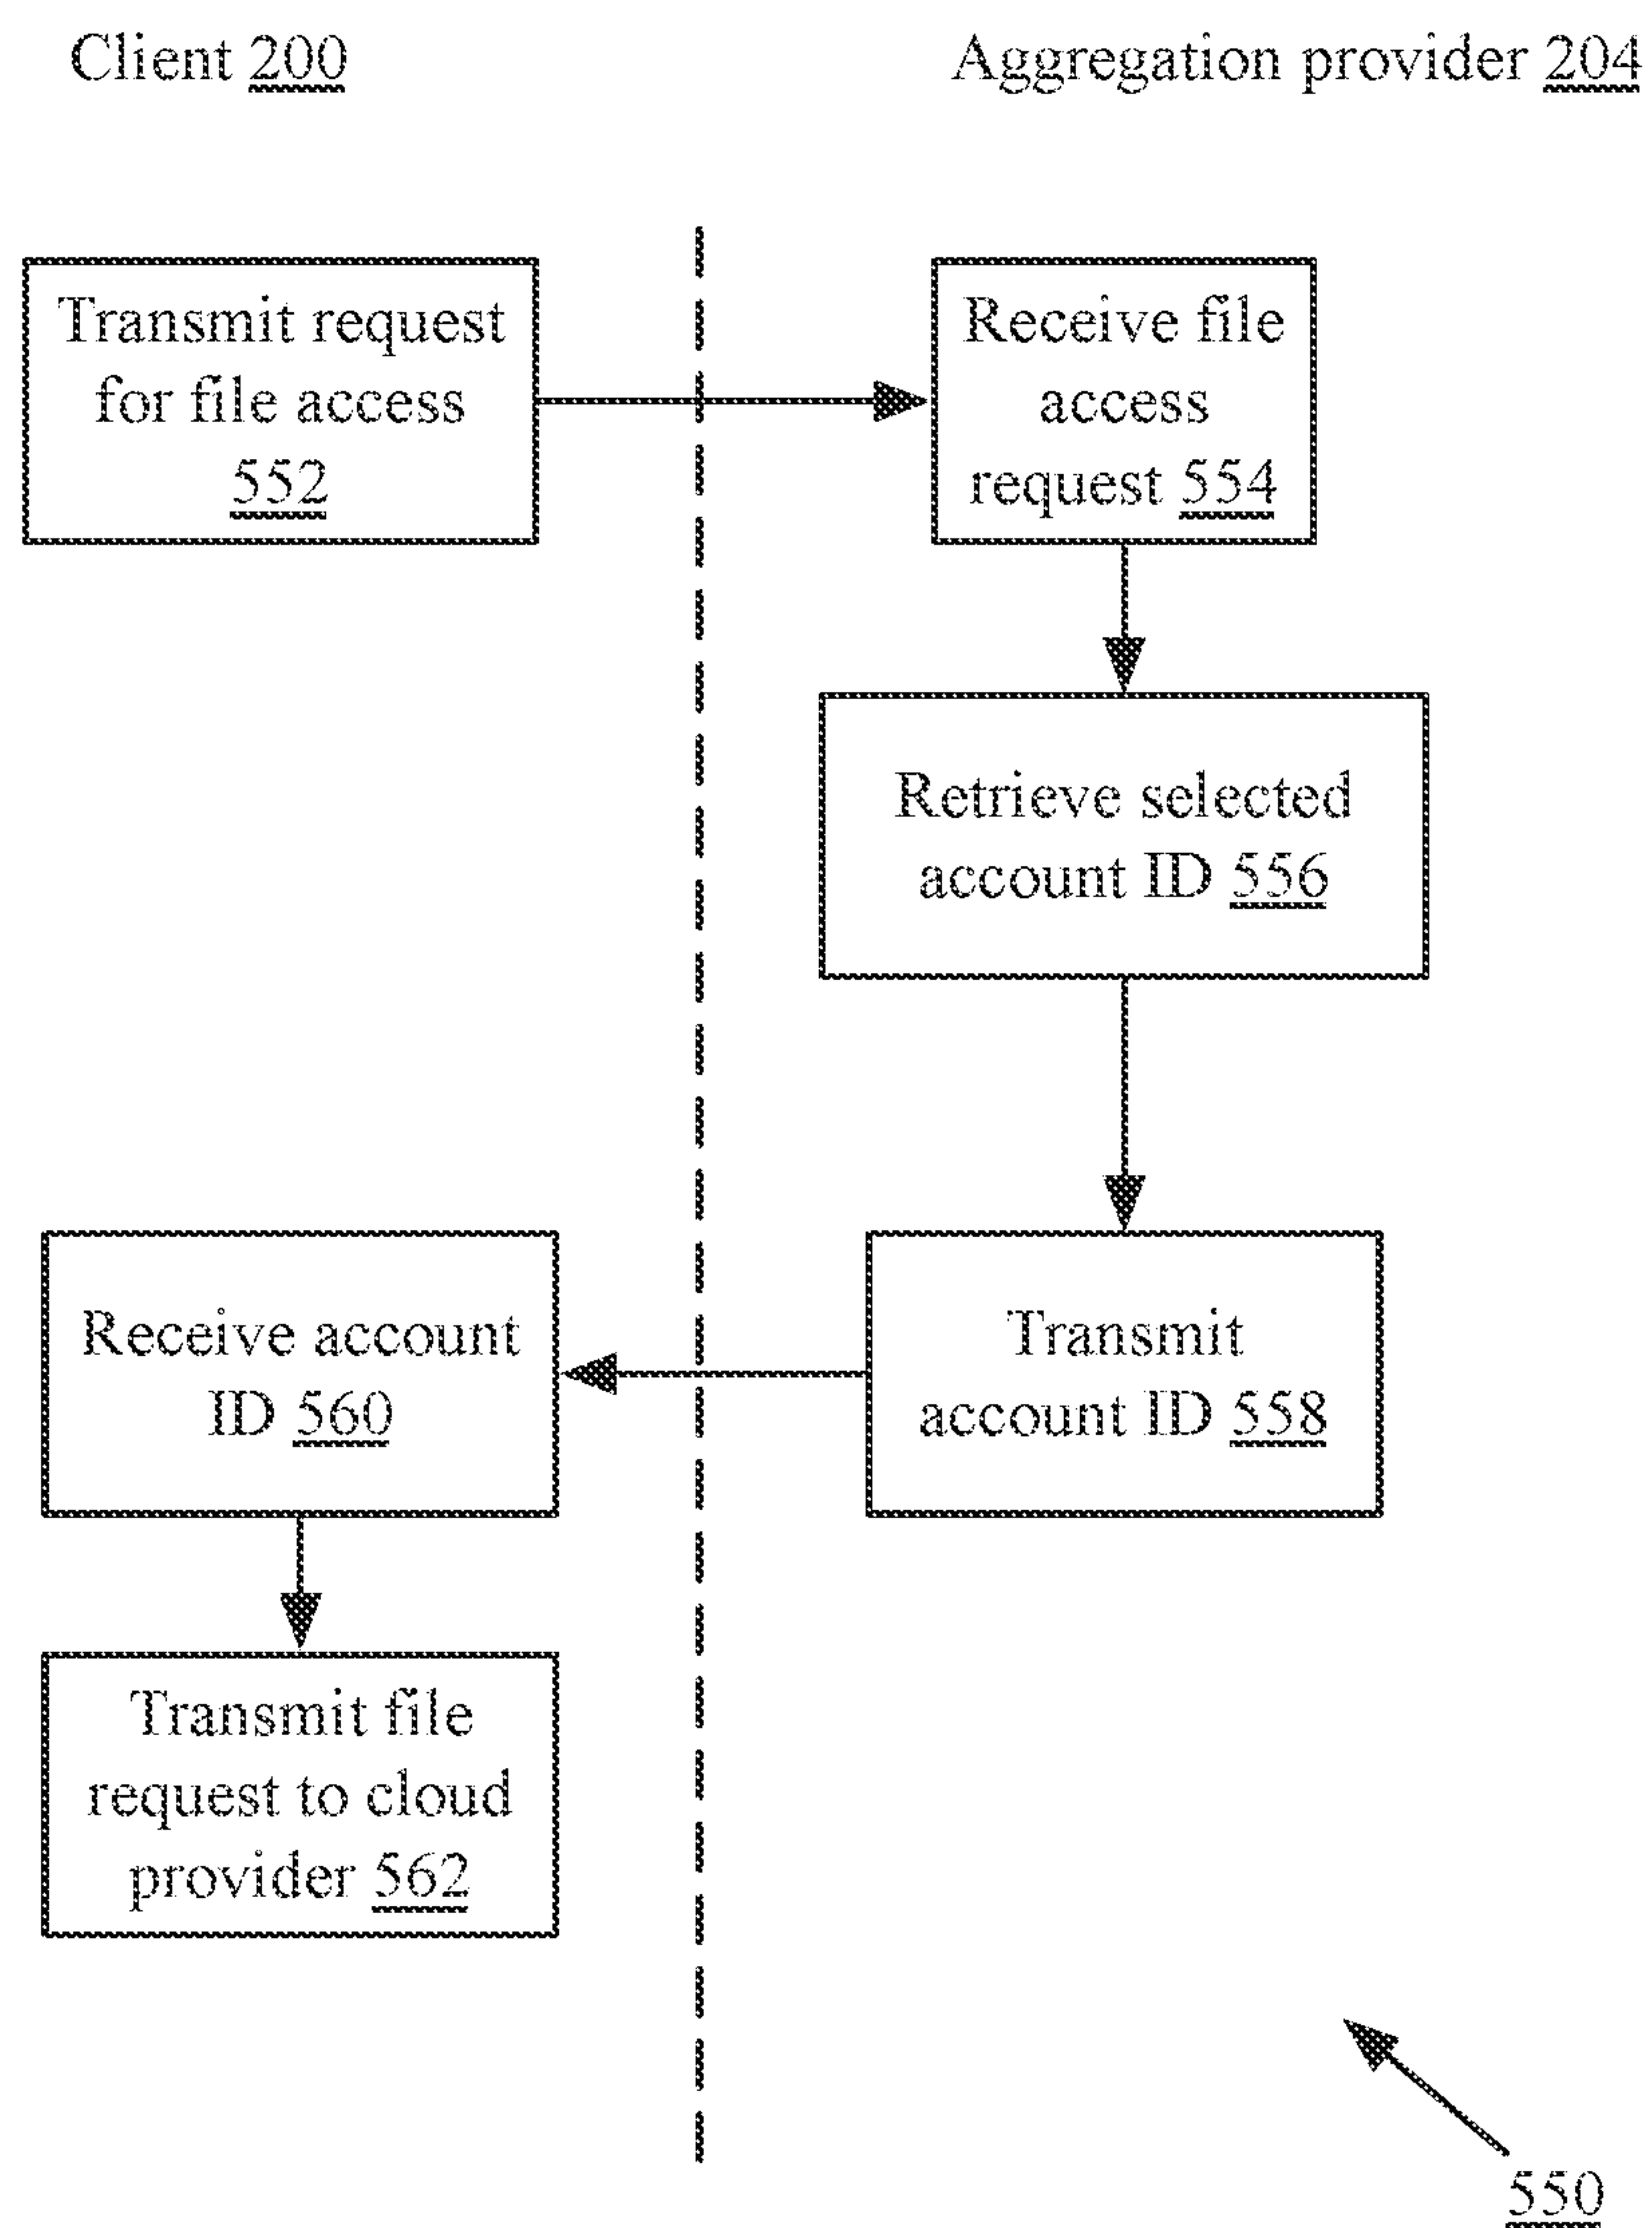 Client 200
Aggregation provider 204
Transmit request
for file access
552
Receive file
access
request 554
Retrieve selected
account ID 556
Transmit
account ID 558
Receive account
ID 560
Transmit file
request to cloud
provider 562
550